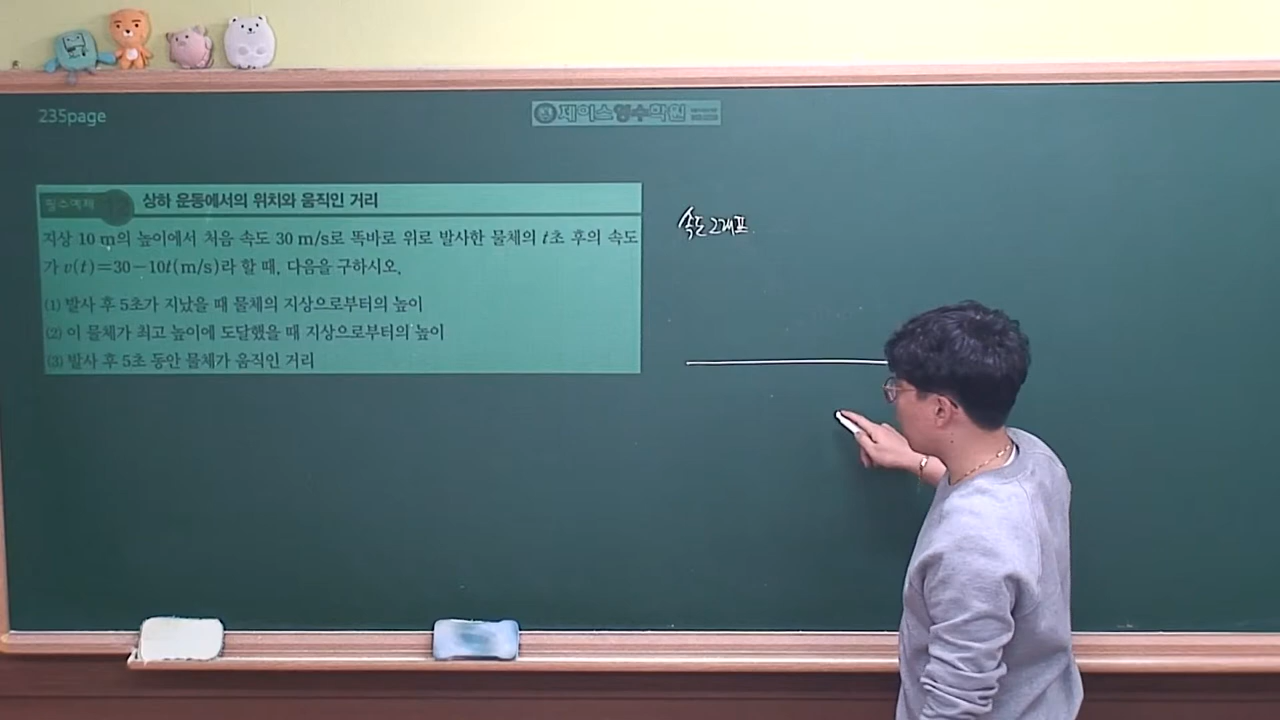 235page
제이스영수학원
필수예제 상하 운동에서의 위치와 움직인 거리
지상 10 m의 높이에서 처음 속도 30 m/s로 똑바로 위로 발사한 물체의 t초 후의 속도
가 v(t)=30-10t(m/s)라 할 때, 다음을 구하시오.
(1) 발사 후 5초가 지났을 때 물체의 지상으로부터의 높이
(2) 이 물체가 최고 높이에 도달했을 때 지상으로부터의 높이
(3) 발사 후 5초 동안 물체가 움직인 거리
속도 그래프